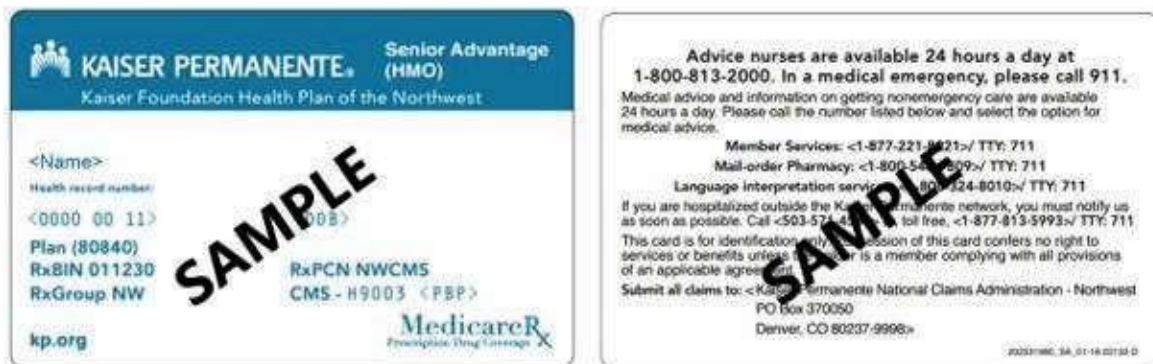 KAISER PERMANENTE®
Senior Advantage
(HMO)
Kaiser Foundation Health Plan of the Northwest
<Name>
Health record number:
<0000 00 11>
Plan (80840)
RxBIN 011230
RxPCN NWCMS
RxGroup NW
CMS - H9003 <PBP>
kp.org
MedicareRx
Prescription Drug Coverage
SAMPLE
Advice nurses are available 24 hours a day at
1-800-813-2000. In a medical emergency, please call 911.
Medical advice and information on getting nonemergency care are available
24 hours a day. Please call the number listed below and select the option for
medical advice.
Member Services: <1-877-221- / TTY: 711
Mail-order Pharmacy: <1-800- / TTY: 711
Language interpretation 324-8010>/ TTY: 711
If you are hospitalized outside the network, you must notify us
as soon as possible. Call <503- toll free, <1-877-813-5993>/ TTY: 711
This card is for identification of this card confers no right to
services or benefits is a member complying with all provisions
of an applicable
Submit all claims to: Permanente National Claims Administration - Northwest
PO Box 370050
Denver, CO 80237-9998>
SAMPLE